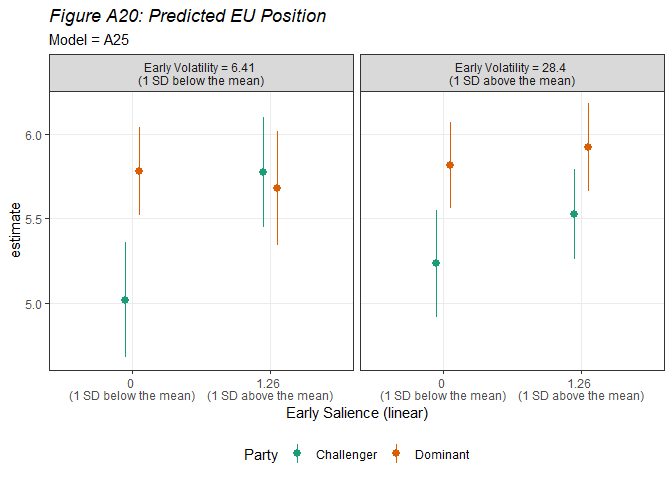 Figure A20: Predicted EU Position
Model = A25
Early Volatility = 6.41
(1 SD below the mean)
Early Volatility = 28.4
(1 SD above the mean)
estimate
6.0
5.5
5.0
0
(1 SD below the mean)
1.26
(1 SD above the mean)
0
(1 SD below the mean)
1.26
(1 SD above the mean)
Early Salience (linear)
Party Challenger Dominant